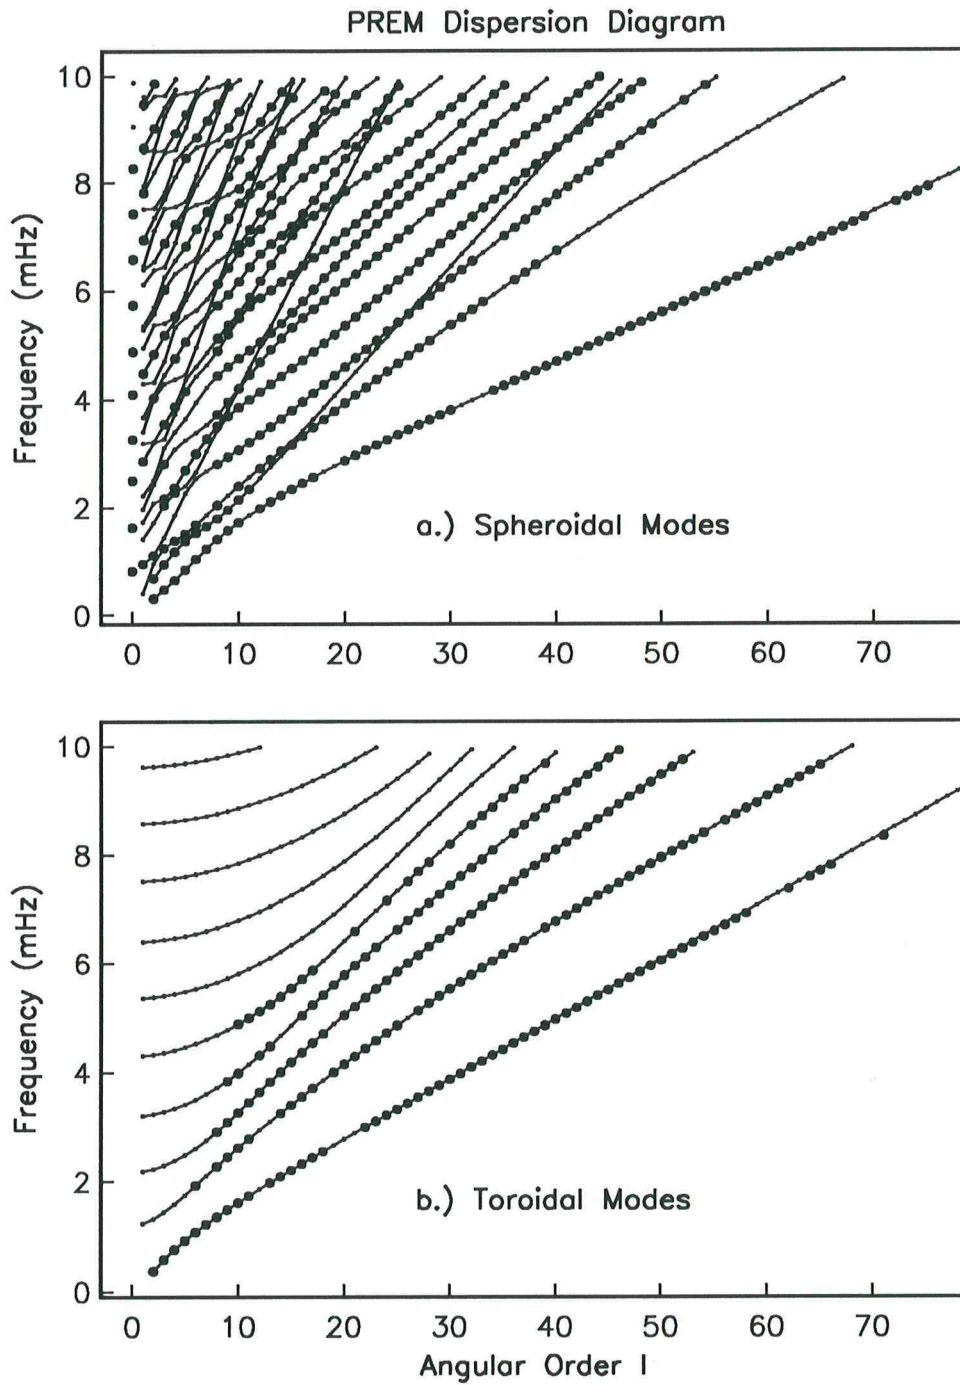 PREM Dispersion Diagram
10
8
6
4
2
0
Frequency (mHz)
a.) Spheroidal Modes
0 10 20 30 40 50 60 70
10
8
6
4
2
0
Frequency (mHz)
b.) Toroidal Modes
0 10 20 30 40 50 60 70
Angular Order l